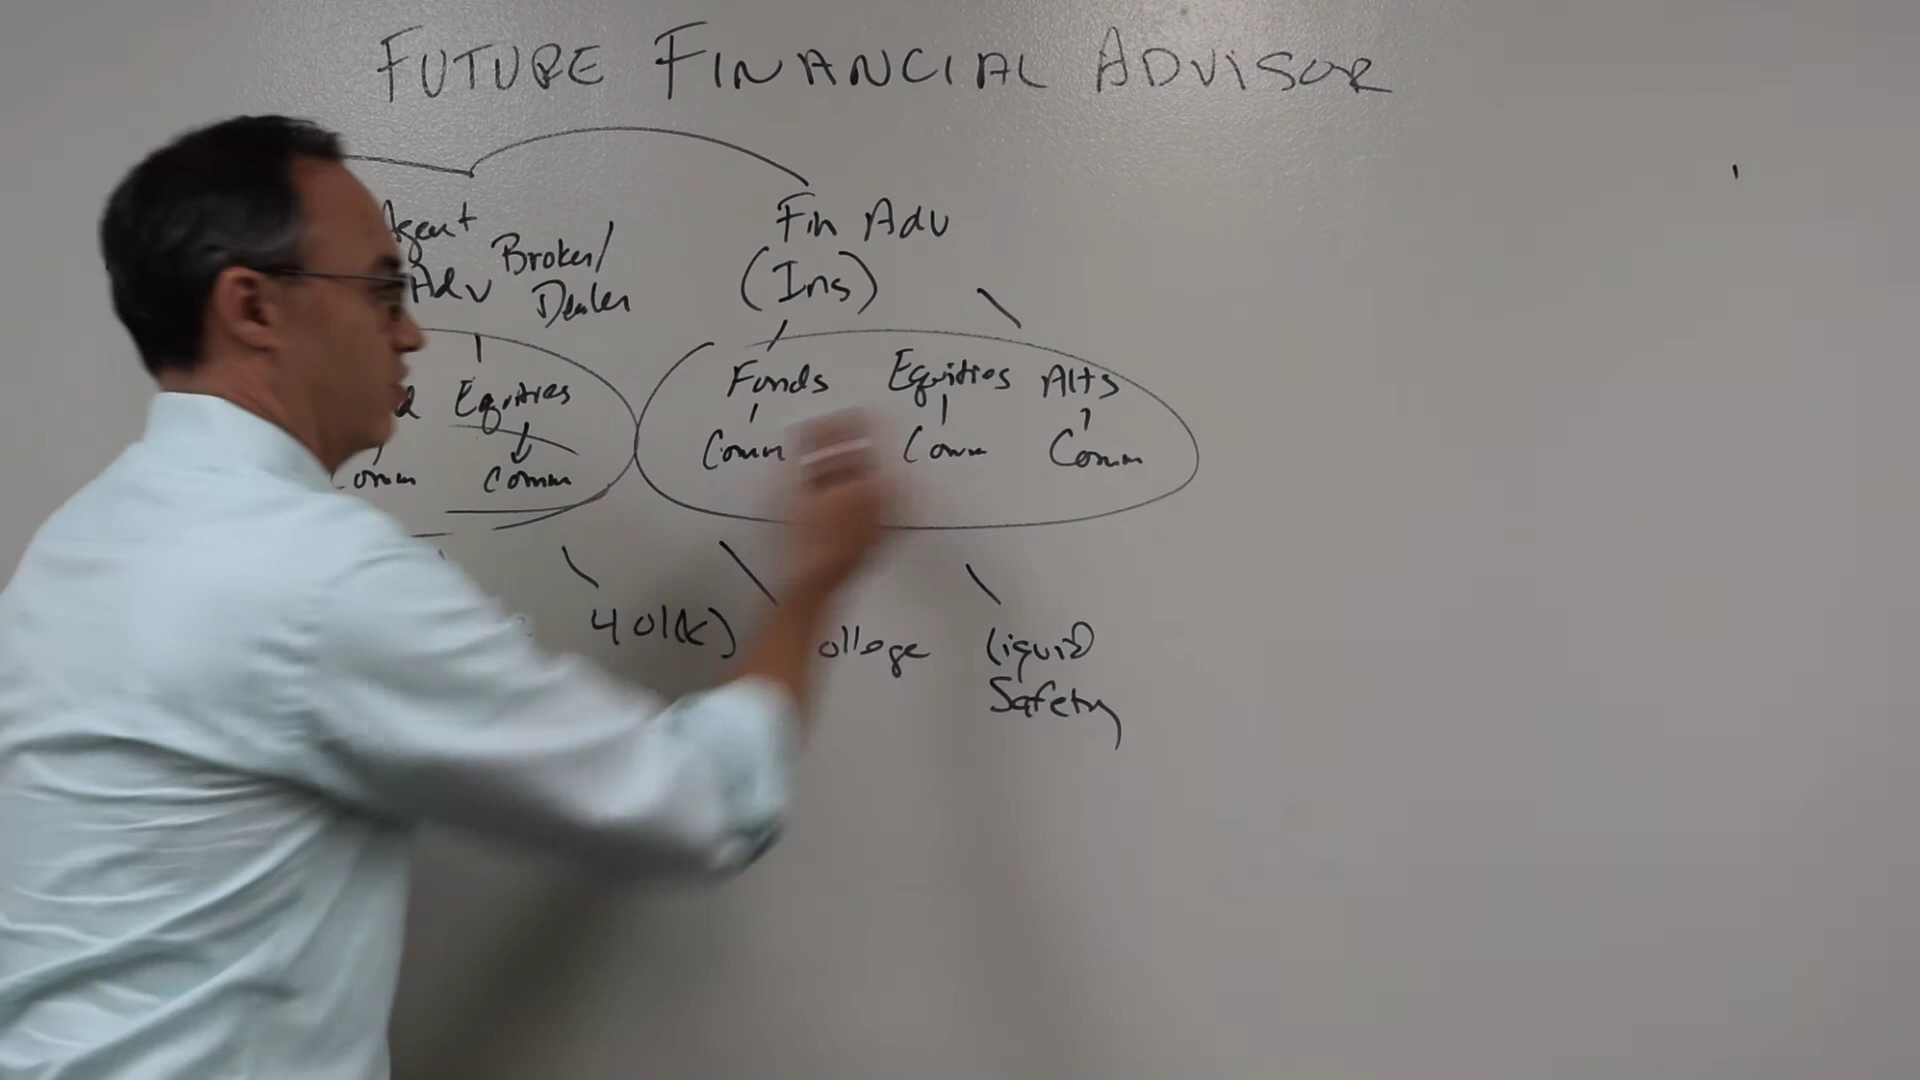 FUTURE FINANCIAL ADVISOR
Agent
Adv
Broker/
Dealer
Fin Adv
(Ins)
Equities
Comm
Funds Equities Alts
Comm Comm Comm
401(k)
ollege
Liquid
Safety